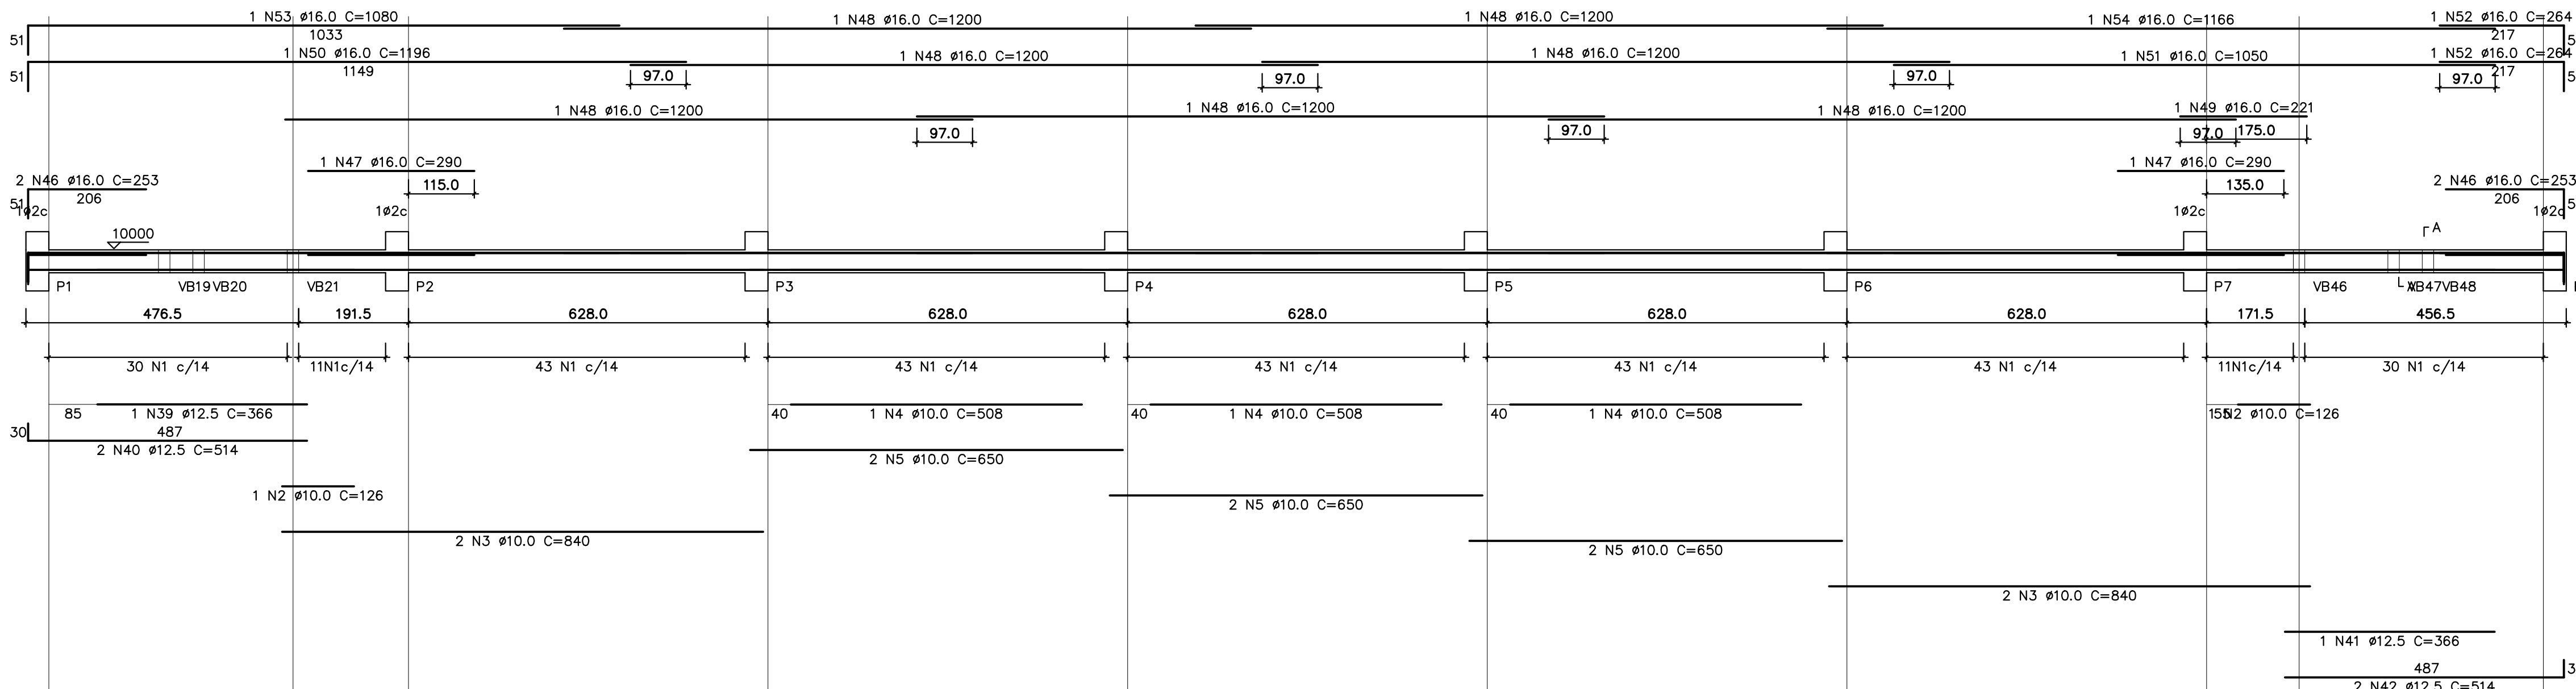 1 N53 ø16.0 C=1080
1 N48 ø16.0 C=1200
1 N48 ø16.0 C=1200
1 N54 ø16.0 C=1166
1 N52 ø16.0 C=264
51
1033
217
5
1 N50 ø16.0 C=1196
1 N48 ø16.0 C=1200
1 N48 ø16.0 C=1200
1 N51 ø16.0 C=1050
1 N52 ø16.0 C=264
51
1149
97.0
97.0
97.0
97.0
217
5
1 N48 ø16.0 C=1200
1 N48 ø16.0 C=1200
1 N48 ø16.0 C=1200
1 N49 ø16.0 C=221
97.0
97.0
97.0
175.0
1 N47 ø16.0 C=290
1 N47 ø16.0 C=290
2 N46 ø16.0 C=253
115.0
135.0
2 N46 ø16.0 C=253
51
206
206
5
1ø2c
1ø2c
1ø2c
1ø2c
10000
A
P1
VB19
VB20
VB21
P2
P3
P4
P5
P6
P7
VB46
A
VB47
VB48
476.5
191.5
628.0
628.0
628.0
628.0
628.0
171.5
456.5
30 N1 c/14
11N1c/14
43 N1 c/14
43 N1 c/14
43 N1 c/14
43 N1 c/14
43 N1 c/14
11N1c/14
30 N1 c/14
85
1 N39 ø12.5 C=366
40
1 N4 ø10.0 C=508
40
1 N4 ø10.0 C=508
40
1 N4 ø10.0 C=508
55
1 N2 ø10.0 C=126
30
487
2 N40 ø12.5 C=514
2 N5 ø10.0 C=650
1 N2 ø10.0 C=126
2 N5 ø10.0 C=650
2 N3 ø10.0 C=840
2 N5 ø10.0 C=650
2 N3 ø10.0 C=840
1 N41 ø12.5 C=366
487
3
2 N42 ø12.5 C=514